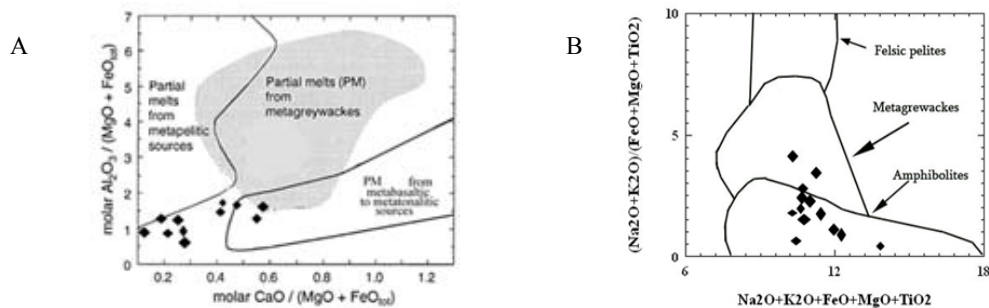 A
7
6
5
4
3
2
1
0
molar Al2O3 / (MgO + FeOtot)
Partial
melts
from
metapelitic
sources
Partial melts (PM)
from
metagreywackes
PM from
metabasaltic
to metatonalitic
sources
0.2 0.4 0.6 0.8 1.0 1.2
molar CaO / (MgO + FeOtot)
B
10
5
0
(Na2O+K2O)/(FeO+MgO+TiO2)
Felsic pelites
Metagrewackes
Amphibolites
6 12 18
Na2O+K2O+FeO+MgO+TiO2